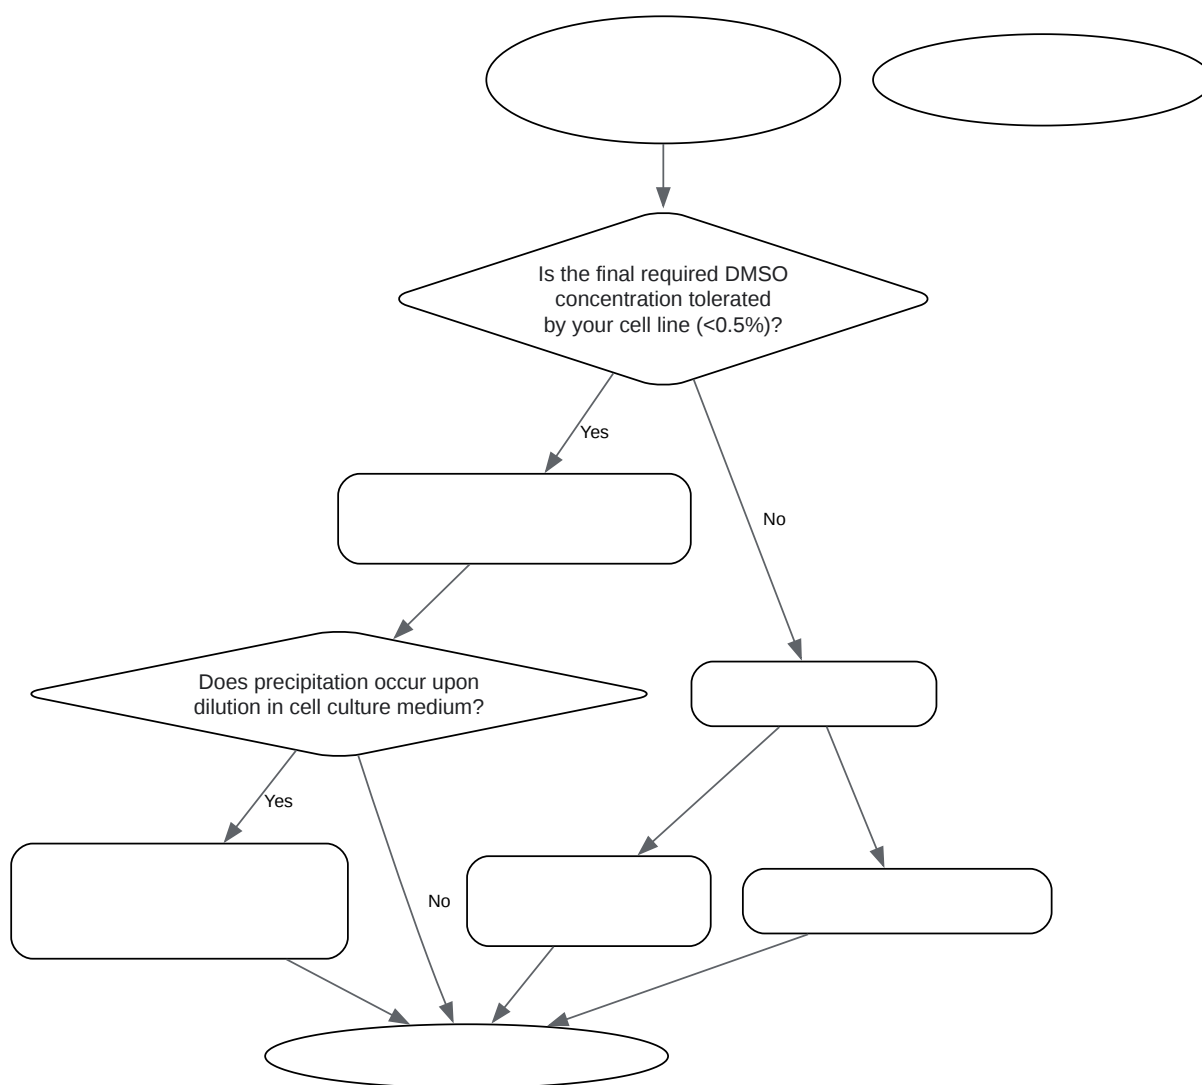 Is the final required DMSO
concentration tolerated
by your cell line (<0.5%)?
Yes
No
Does precipitation occur upon
dilution in cell culture medium?
Yes
No